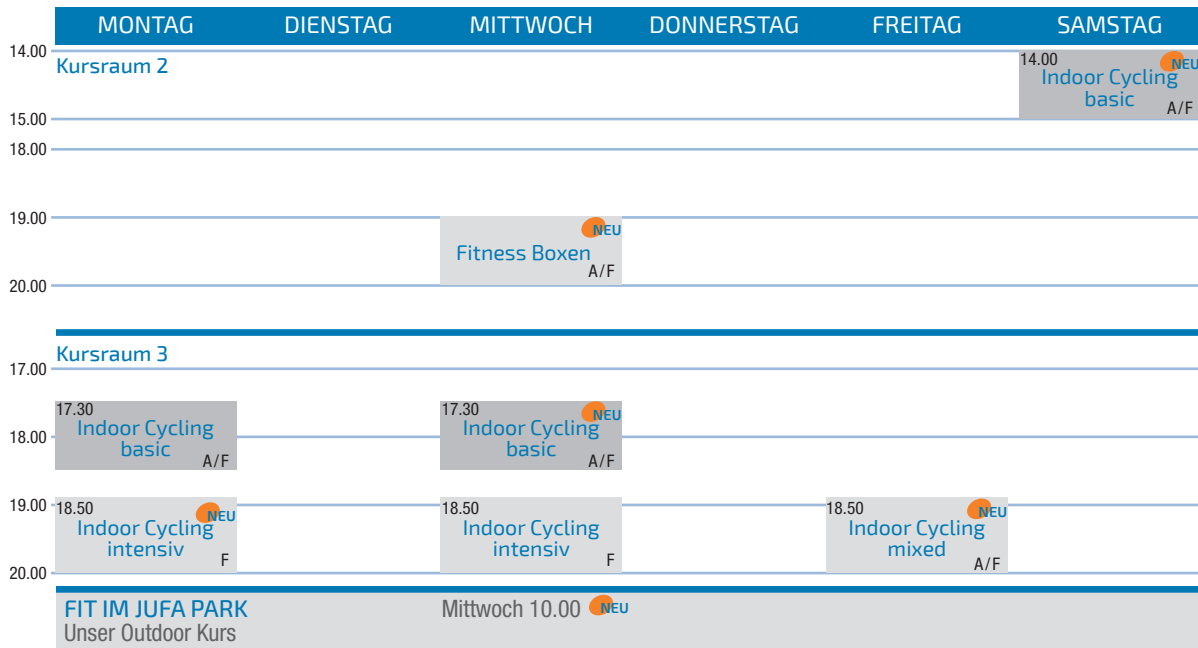 MONTAG DIENSTAG MITTWOCH DONNERSTAG FREITAG SAMSTAG
14.00
Kursraum 2
14.00 NEU
Indoor Cycling
basic
A/F
15.00
18.00
19.00
NEU
Fitness Boxen
A/F
20.00
Kursraum 3
17.00
17.30
Indoor Cycling
basic
A/F
17.30 NEU
Indoor Cycling
basic
A/F
18.00
19.00
18.50 NEU
Indoor Cycling
intensiv
F
18.50
Indoor Cycling
intensiv
F
18.50 NEU
Indoor Cycling
mixed
A/F
20.00
FIT IM JUFA PARK Mittwoch 10.00 NEU
Unser Outdoor Kurs